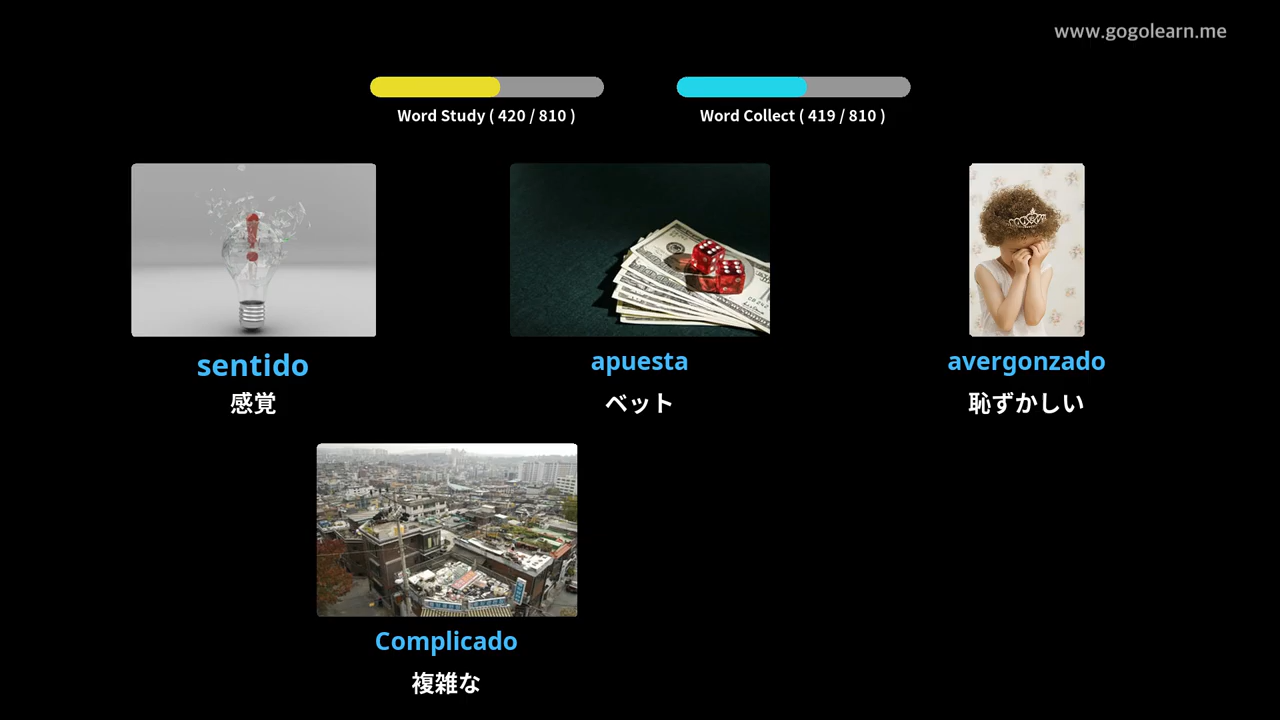 www.gogolearn.me
Word Study ( 420 / 810 )
Word Collect ( 419 / 810 )
sentido
感覚
apuesta
ベット
avergonzado
恥ずかしい
Complicado
複雑な